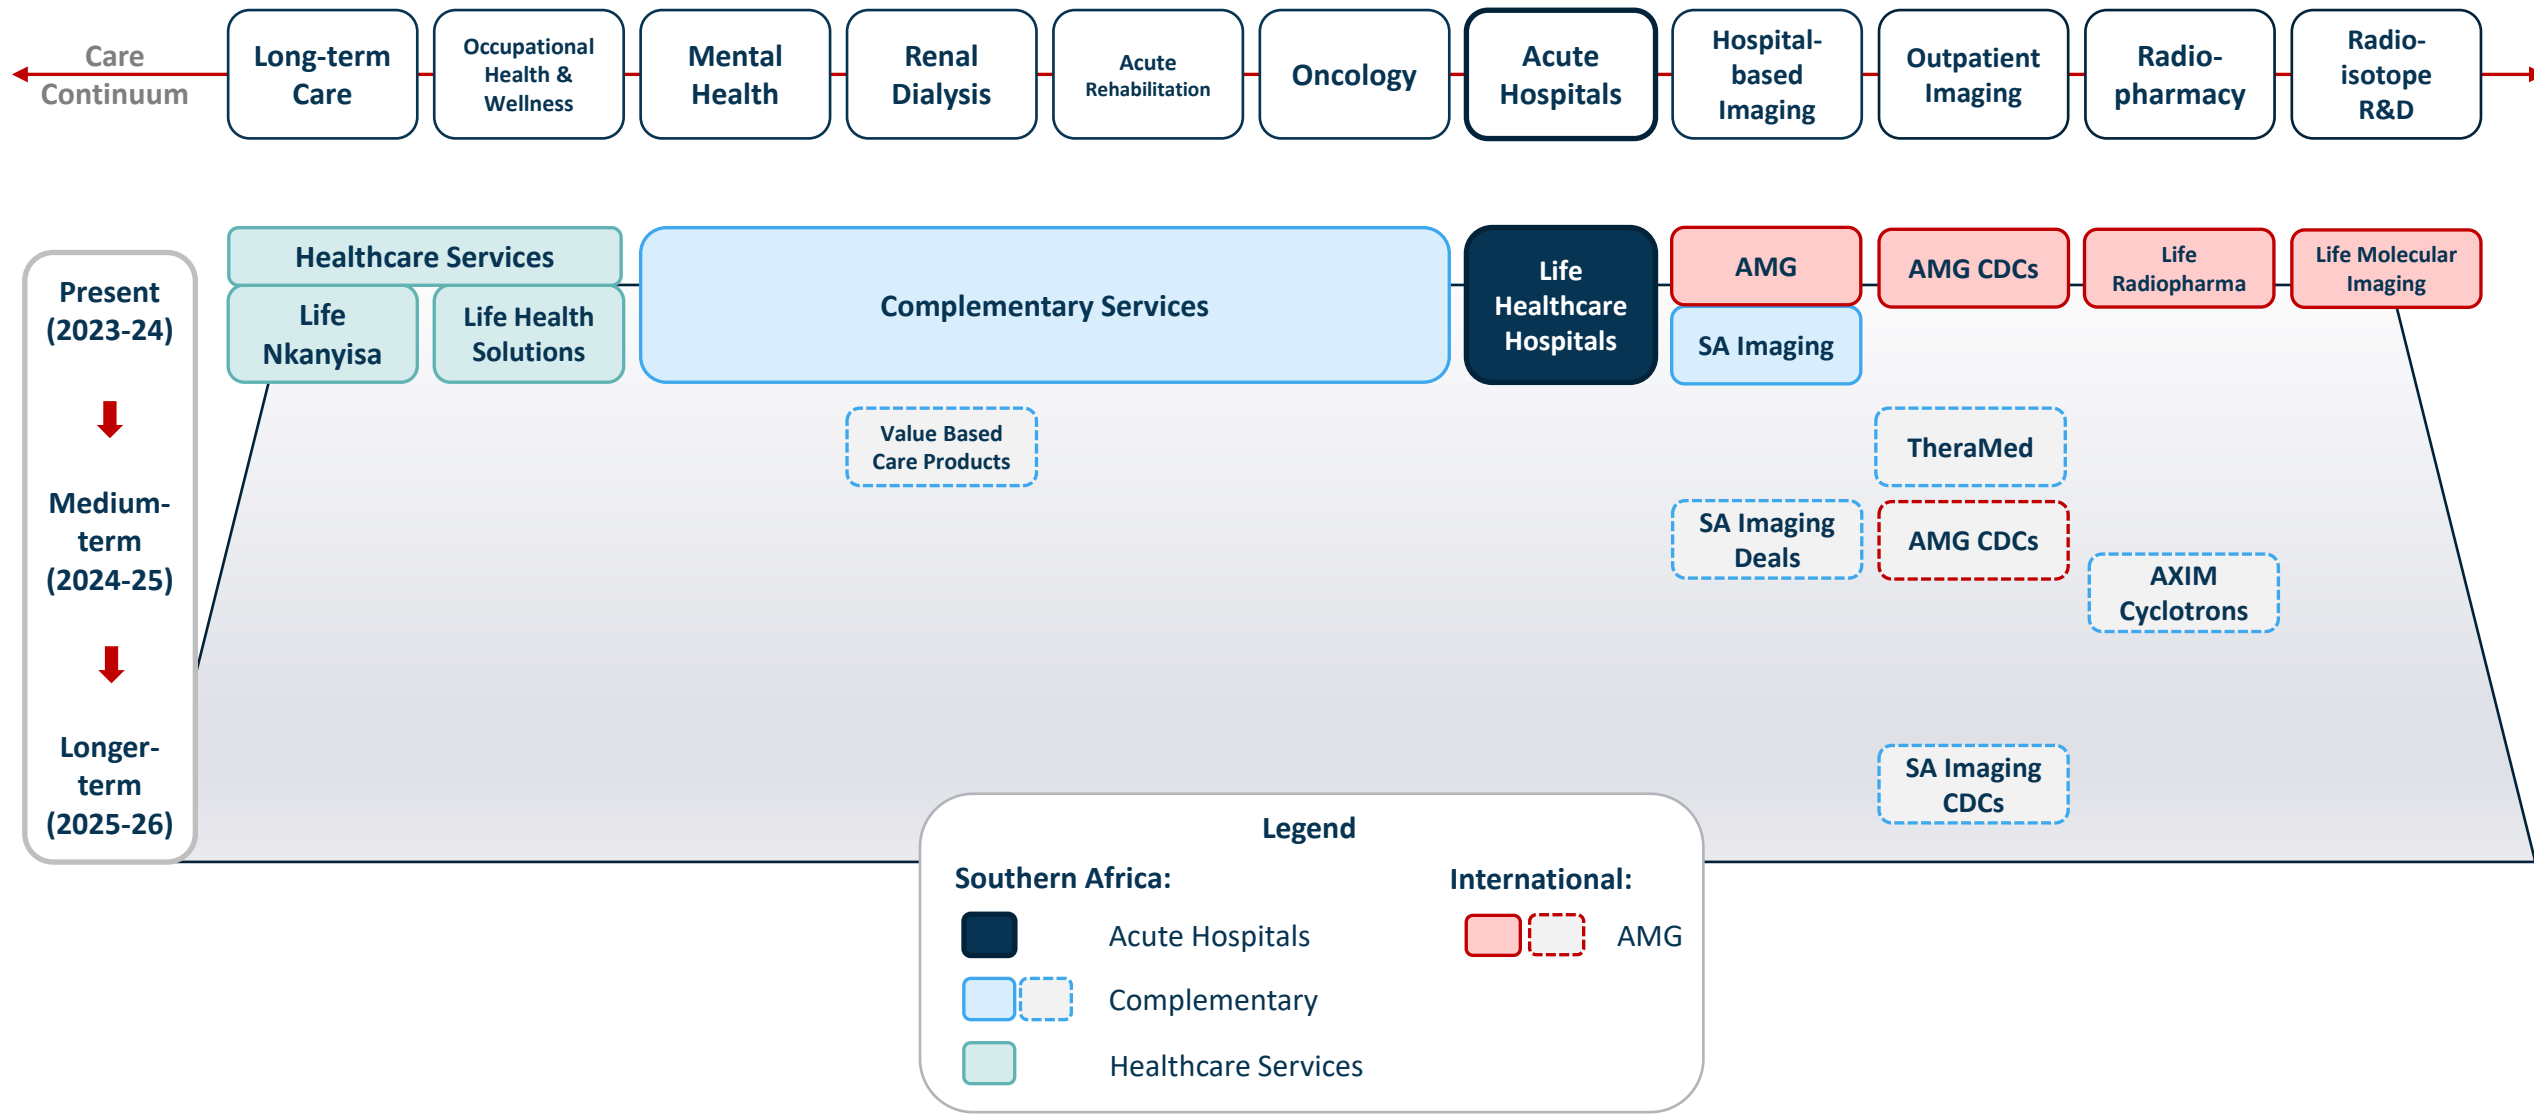 Care
Continuum
Long-term
Care
Occupational
Health &
Wellness
Mental
Health
Renal
Dialysis
Acute
Rehabilitation
Oncology
Acute
Hospitals
Hospital-
based
Imaging
Outpatient
Imaging
Radio-
pharmacy
Radio-
isotope
R&D
Present
(2023-24)
Medium-
term
(2024-25)
Longer-
term
(2025-26)
Healthcare Services
Life
Nkanyisa
Life Health
Solutions
Complementary Services
Life
Healthcare
Hospitals
AMG
SA Imaging
AMG CDCs
Life
Radiopharma
Life Molecular
Imaging
Value Based
Care Products
TheraMed
SA Imaging
Deals
AMG CDCs
AXIM
Cyclotrons
SA Imaging
CDCs
Legend
Southern Africa:
Acute Hospitals
Complementary
Healthcare Services
International:
AMG